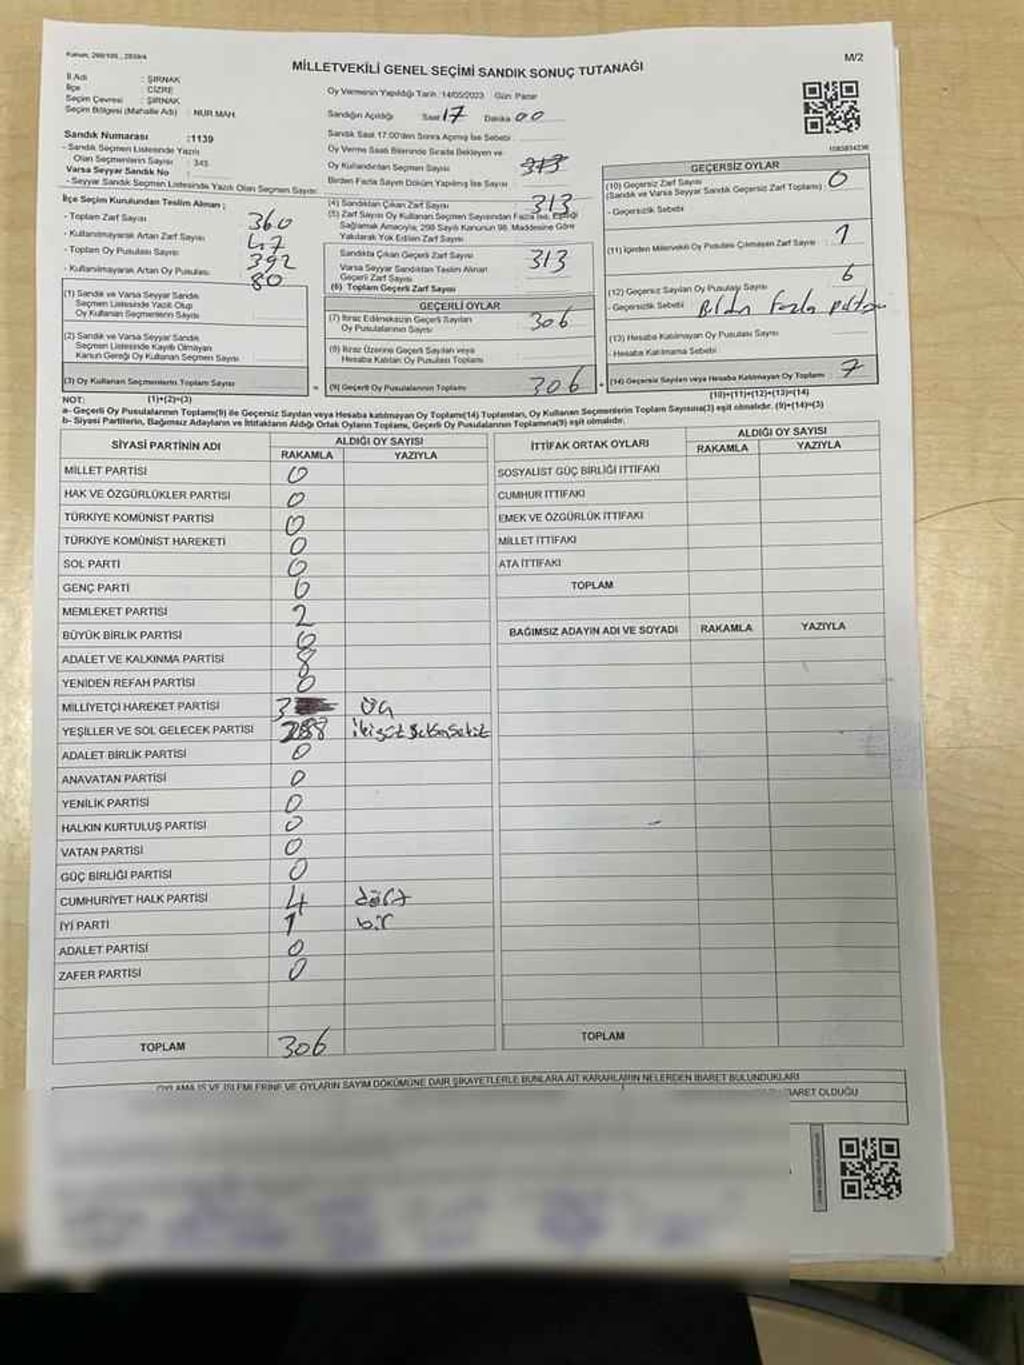 MİLLETVEKİLİ GENEL SEÇİMİ SANDIK SONUÇ TUTANAĞI
M/2
İl Adı : ŞIRNAK
İlçe : CİZRE
Seçim Çevresi : ŞIRNAK
Seçim Bölgesi (Mahalle Adı) : NUR MAH.
Sandık Numarası :1139
- Sandık Seçmen Listesinde Yazılı
Olan Seçmenlerin Sayısı : 345
Varsa Seyyar Sandık No :
- Seyyar Sandık Seçmen Listesinde Yazılı Olan Seçmen Sayısı:
İlçe Seçim Kurulundan Teslim Alınan ;
- Toplam Zarf Sayısı 360
- Kullanılmayarak Artan Zarf Sayısı 47
- Toplam Oy Pusulası Sayısı 392
- Kullanılmayarak Artan Oy Pusulası 80
(1) Sandık ve Varsa Seyyar Sandık
Seçmen Listesinde Yazılı Olup
Oy Kullanan Seçmenlerin Sayısı
(2) Sandık ve Varsa Seyyar Sandık
Seçmen Listesinde Kayıtlı Olmayan
Kanun Gereği Oy Kullanan Seçmen Sayısı
(3) Oy Kullanan Seçmenlerin Toplam Sayısı
(1)+(2)=(3)
Oy Vermenin Yapıldığı Tarih :14/05/2023 Gün: Pazar
Sandığın Açıldığı Saat 17 Dakika 00
Sandık Saat 17:00'den Sonra Açılmış İse Sebebi
Oy Verme Saati Bitiminde Sırada Bekleyen ve
Oy Kullandırılan Seçmen Sayısı 313
Birden Fazla Sayım Döküm Yapılmış İse Sayısı
(4) Sandıktan Çıkan Zarf Sayısı 313
(5) Zarf Sayısı Oy Kullanan Seçmen Sayısından Fazla İse, Eşitliği
Sağlamak Amacıyla, 298 Sayılı Kanunun 98. Maddesine Göre
Yakılarak Yok Edilen Zarf Sayısı
Sandıkta Çıkan Geçerli Zarf Sayısı 313
Varsa Seyyar Sandıktan Teslim Alınan
Geçerli Zarf Sayısı
(6) Toplam Geçerli Zarf Sayısı
GEÇERLİ OYLAR
(7) İtiraz Edilmeksizin Geçerli Sayılan
Oy Pusulalarının Sayısı 306
(8) İtiraz Üzerine Geçerli Sayılan veya
Hesaba Katılan Oy Pusulası Toplamı
(9) Geçerli Oy Pusulalarının Toplamı 306
GEÇERSİZ OYLAR
(10) Geçersiz Zarf Sayısı
(Sandık ve Varsa Seyyar Sandık Geçersiz Zarf Toplamı) : 0
- Geçersizlik Sebebi
(11) İçinden Milletvekili Oy Pusulası Çıkmayan Zarf Sayısı : 1
(12) Geçersiz Sayılan Oy Pusulası Sayısı 6
- Geçersizlik Sebebi : fazla
(13) Hesaba Katılmayan Oy Pusulası Sayısı
- Hesaba Katılmama Sebebi
(14) Geçersiz Sayılan veya Hesaba Katılmayan Oy Toplamı : 7
(10)+(11)+(12)+(13)=(14)
NOT:
a- Geçerli Oy Pusulalarının Toplamı(9) ile Geçersiz Sayılan veya Hesaba katılmayan Oy Toplamı(14) Toplamları, Oy Kullanan Seçmenlerin Toplam Sayısına(3) eşit olmalıdır. (9)+(14)=(3)
b- Siyasi Partilerin, Bağımsız Adayların ve İttifakların Aldığı Ortak Oyların Toplamı, Geçerli Oy Pusulalarının Toplamına(9) eşit olmalıdır.
SİYASİ PARTİNİN ADI ALDIĞI OY SAYISI
RAKAMLA YAZIYLA
MİLLET PARTİSİ 0
HAK VE ÖZGÜRLÜKLER PARTİSİ 0
TÜRKİYE KOMÜNİST PARTİSİ 0
TÜRKİYE KOMÜNİST HAREKETİ 0
SOL PARTİ 0
GENÇ PARTİ 0
MEMLEKET PARTİSİ 2
BÜYÜK BİRLİK PARTİSİ 0
ADALET VE KALKINMA PARTİSİ 8
YENİDEN REFAH PARTİSİ 0
MİLLİYETÇİ HAREKET PARTİSİ 3 üç
YEŞİLLER VE SOL GELECEK PARTİSİ 288 ikiyüz seksensekiz
ADALET BİRLİK PARTİSİ 0
ANAVATAN PARTİSİ 0
YENİLİK PARTİSİ 0
HALKIN KURTULUŞ PARTİSİ 0
VATAN PARTİSİ 0
GÜÇ BİRLİĞİ PARTİSİ 0
CUMHURİYET HALK PARTİSİ 4 dört
İYİ PARTİ 1 bir
ADALET PARTİSİ 0
ZAFER PARTİSİ 0
TOPLAM 306
İTTİFAK ORTAK OYLARI ALDIĞI OY SAYISI
RAKAMLA YAZIYLA
SOSYALİST GÜÇ BİRLİĞİ İTTİFAKI
CUMHUR İTTİFAKI
EMEK VE ÖZGÜRLÜK İTTİFAKI
MİLLET İTTİFAKI
ATA İTTİFAKI
TOPLAM
BAĞIMSIZ ADAYIN ADI VE SOYADI RAKAMLA YAZIYLA
TOPLAM
OYLAMA İŞ VE İŞLEMLERİNE VE OYLARIN SAYIM DÖKÜMÜNE DAİR ŞİKAYETLERLE BUNLARA AİT KARARLARIN NELERDEN İBARET BULUNDUKLARI
İBARET OLDUĞU